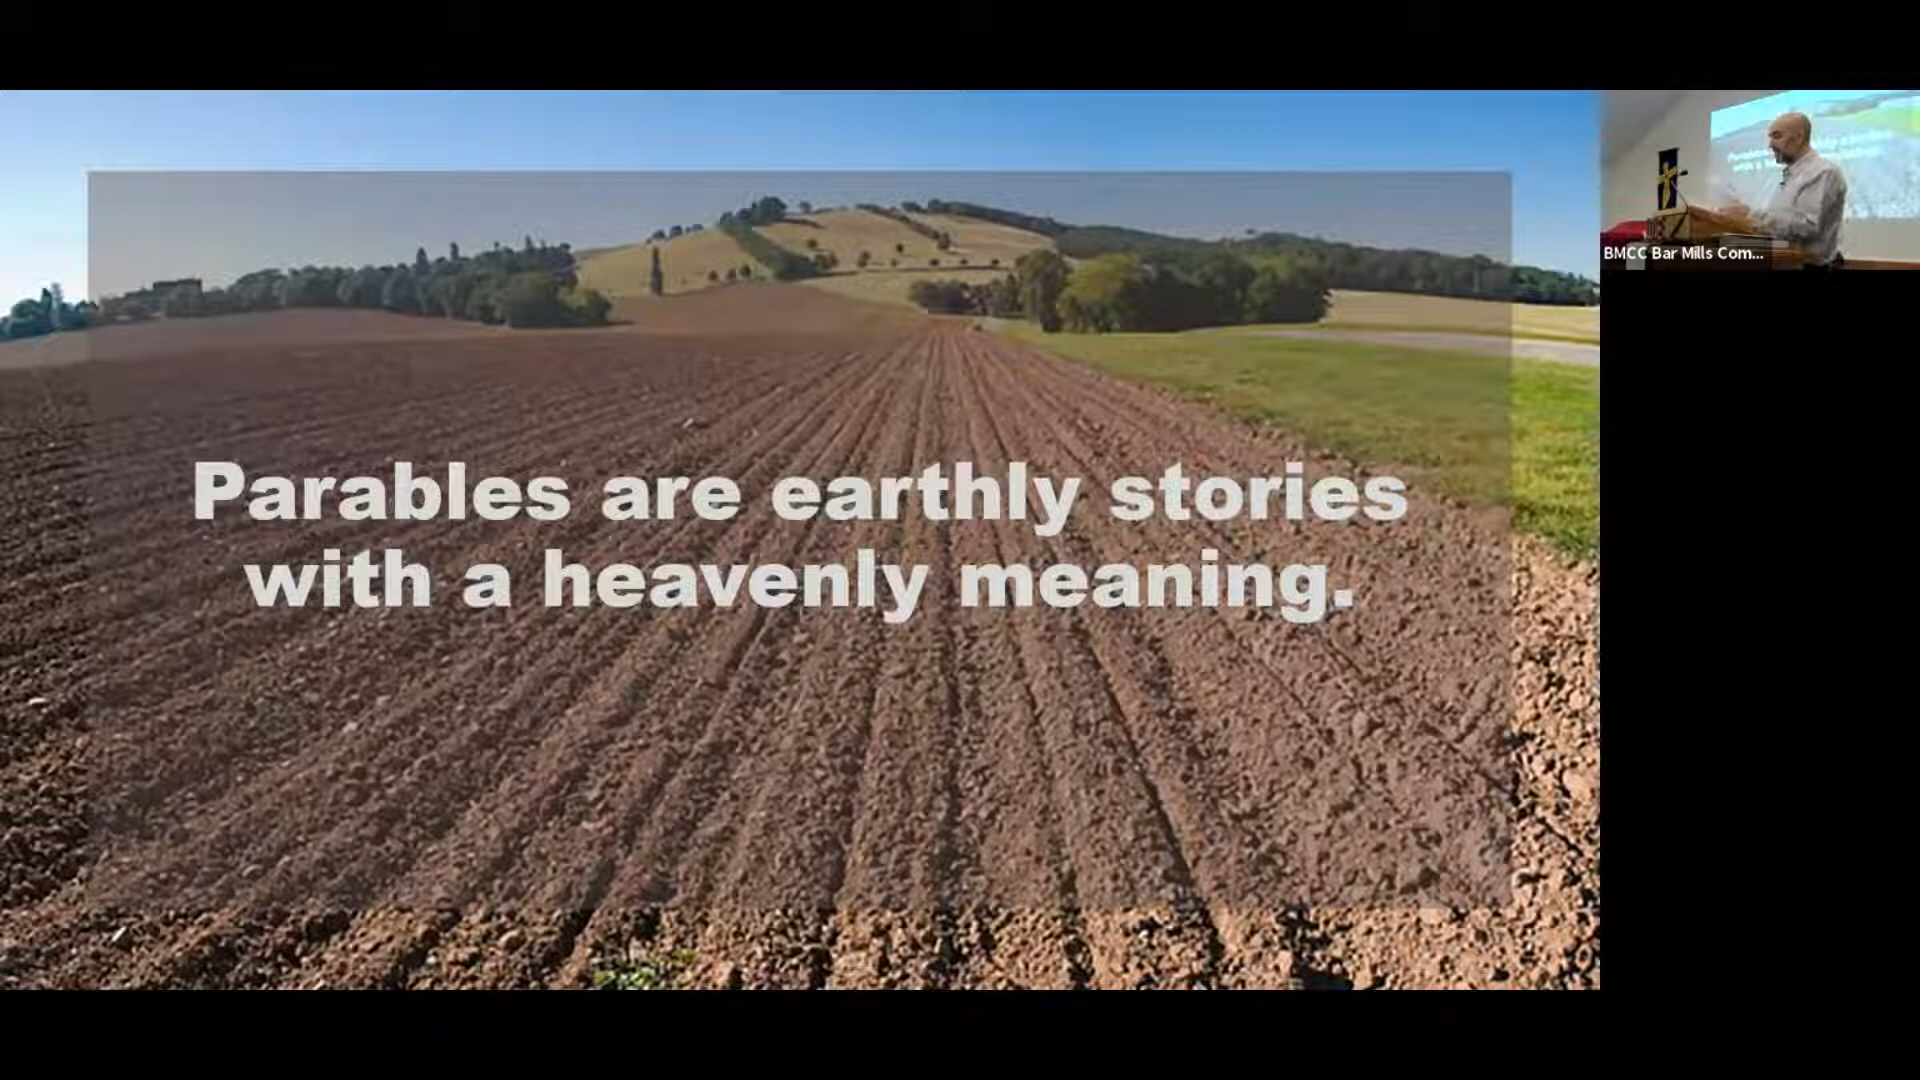 Parables are earthly stories
with a heavenly meaning.
BMCC Bar Mills Com...